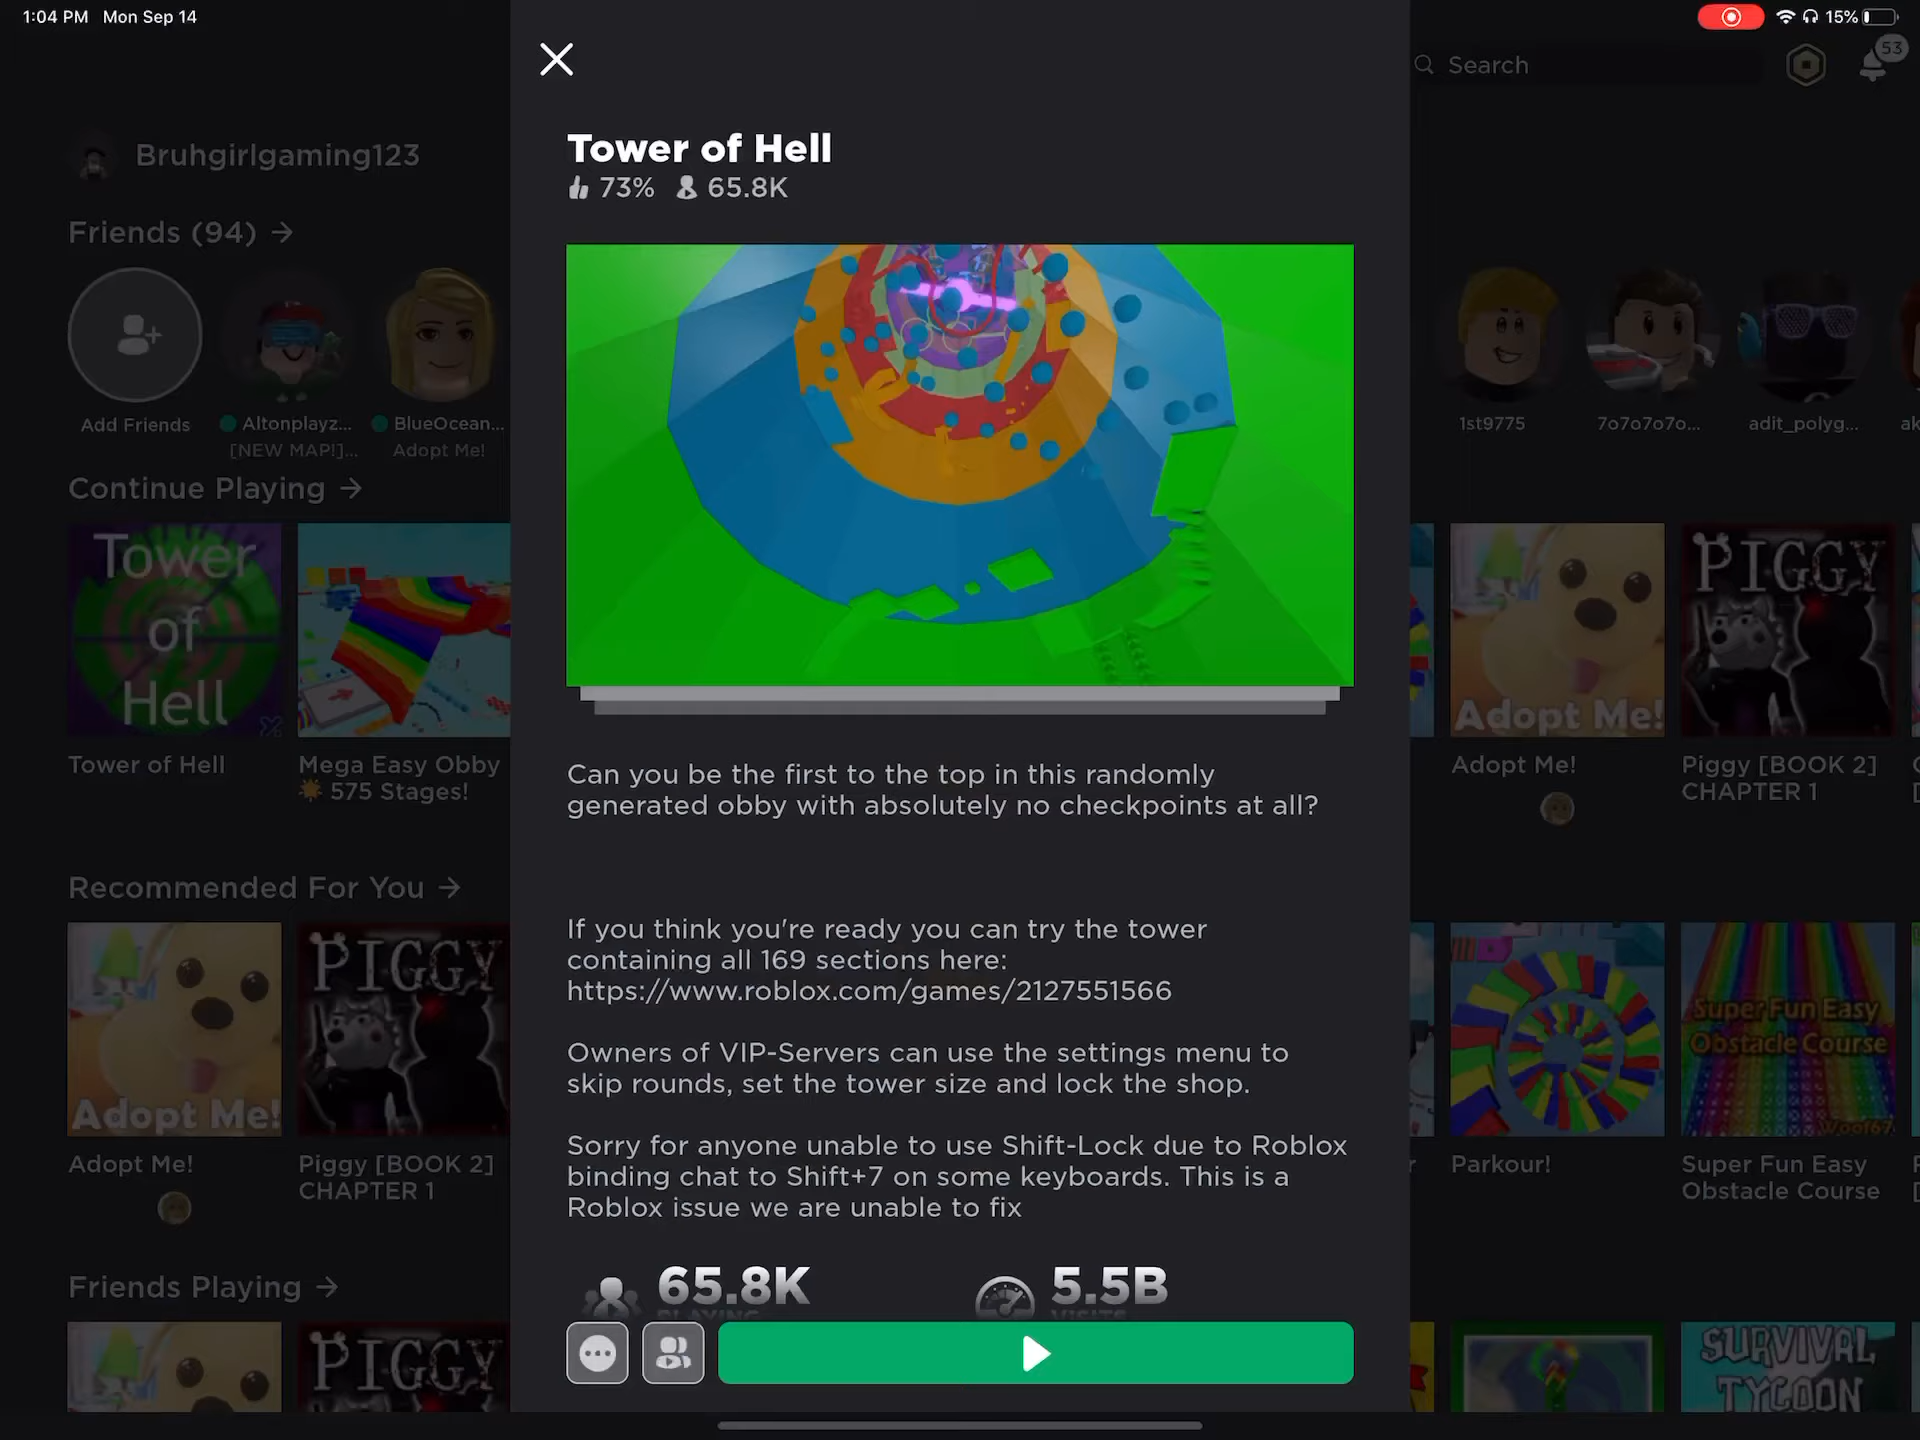 1:04 PM Mon Sep 14
15%
Search
53
Bruhgirlgaming123
Friends (94) →
Add Friends
Altonplayz...
[NEW MAP!]...
BlueOcean...
Adopt Me!
1st9775
7o7o7o7o...
adit_polyg...
ak
Continue Playing →
Tower
of
Hell
Tower of Hell
Mega Easy Obby
☀ 575 Stages!
Adopt Me!
Adopt Me!
PIGGY
Piggy [BOOK 2]
CHAPTER 1
Recommended For You →
Adopt Me!
Adopt Me!
PIGGY
Piggy [BOOK 2]
CHAPTER 1
r
Parkour!
Super Fun Easy
Obstacle Course
Woof67
Super Fun Easy
Obstacle Course
Friends Playing →
PIGGY
SURVIVAL
TYCOON
Tower of Hell
73% 65.8K
Can you be the first to the top in this randomly
generated obby with absolutely no checkpoints at all?
If you think you're ready you can try the tower
containing all 169 sections here:
https://www.roblox.com/games/2127551566
Owners of VIP-Servers can use the settings menu to
skip rounds, set the tower size and lock the shop.
Sorry for anyone unable to use Shift-Lock due to Roblox
binding chat to Shift+7 on some keyboards. This is a
Roblox issue we are unable to fix
65.8K
PLAYING
5.5B
VISITS